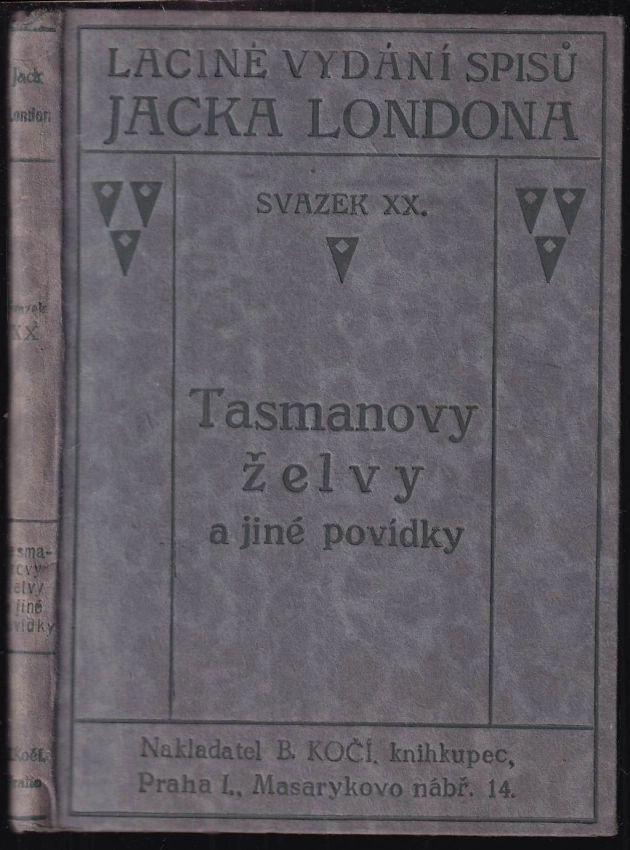 LACINÉ VYDÁNÍ SPISŮ
JACKA LONDONA
SVAZEK XX.
Tasmanovy
želvy
a jiné povídky
Nakladatel B. KOČÍ, knihkupec,
Praha I., Masarykovo nábř. 14.
Jack
London
XX
jiné